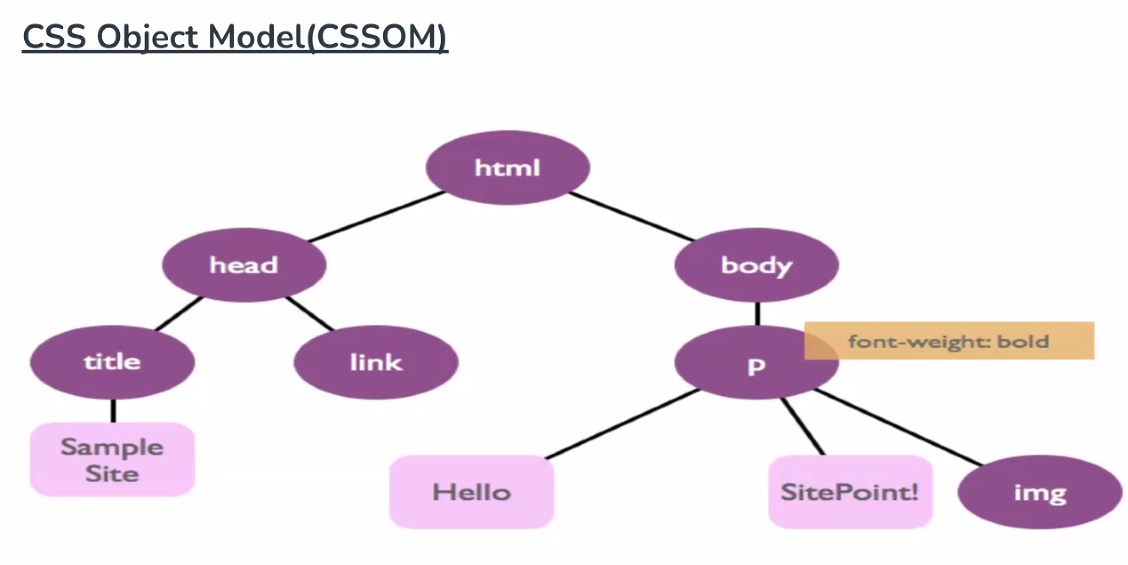 CSS Object Model(CSSOM)
html
head
body
title
link
p
font-weight: bold
Sample
Site
Hello
SitePoint!
img